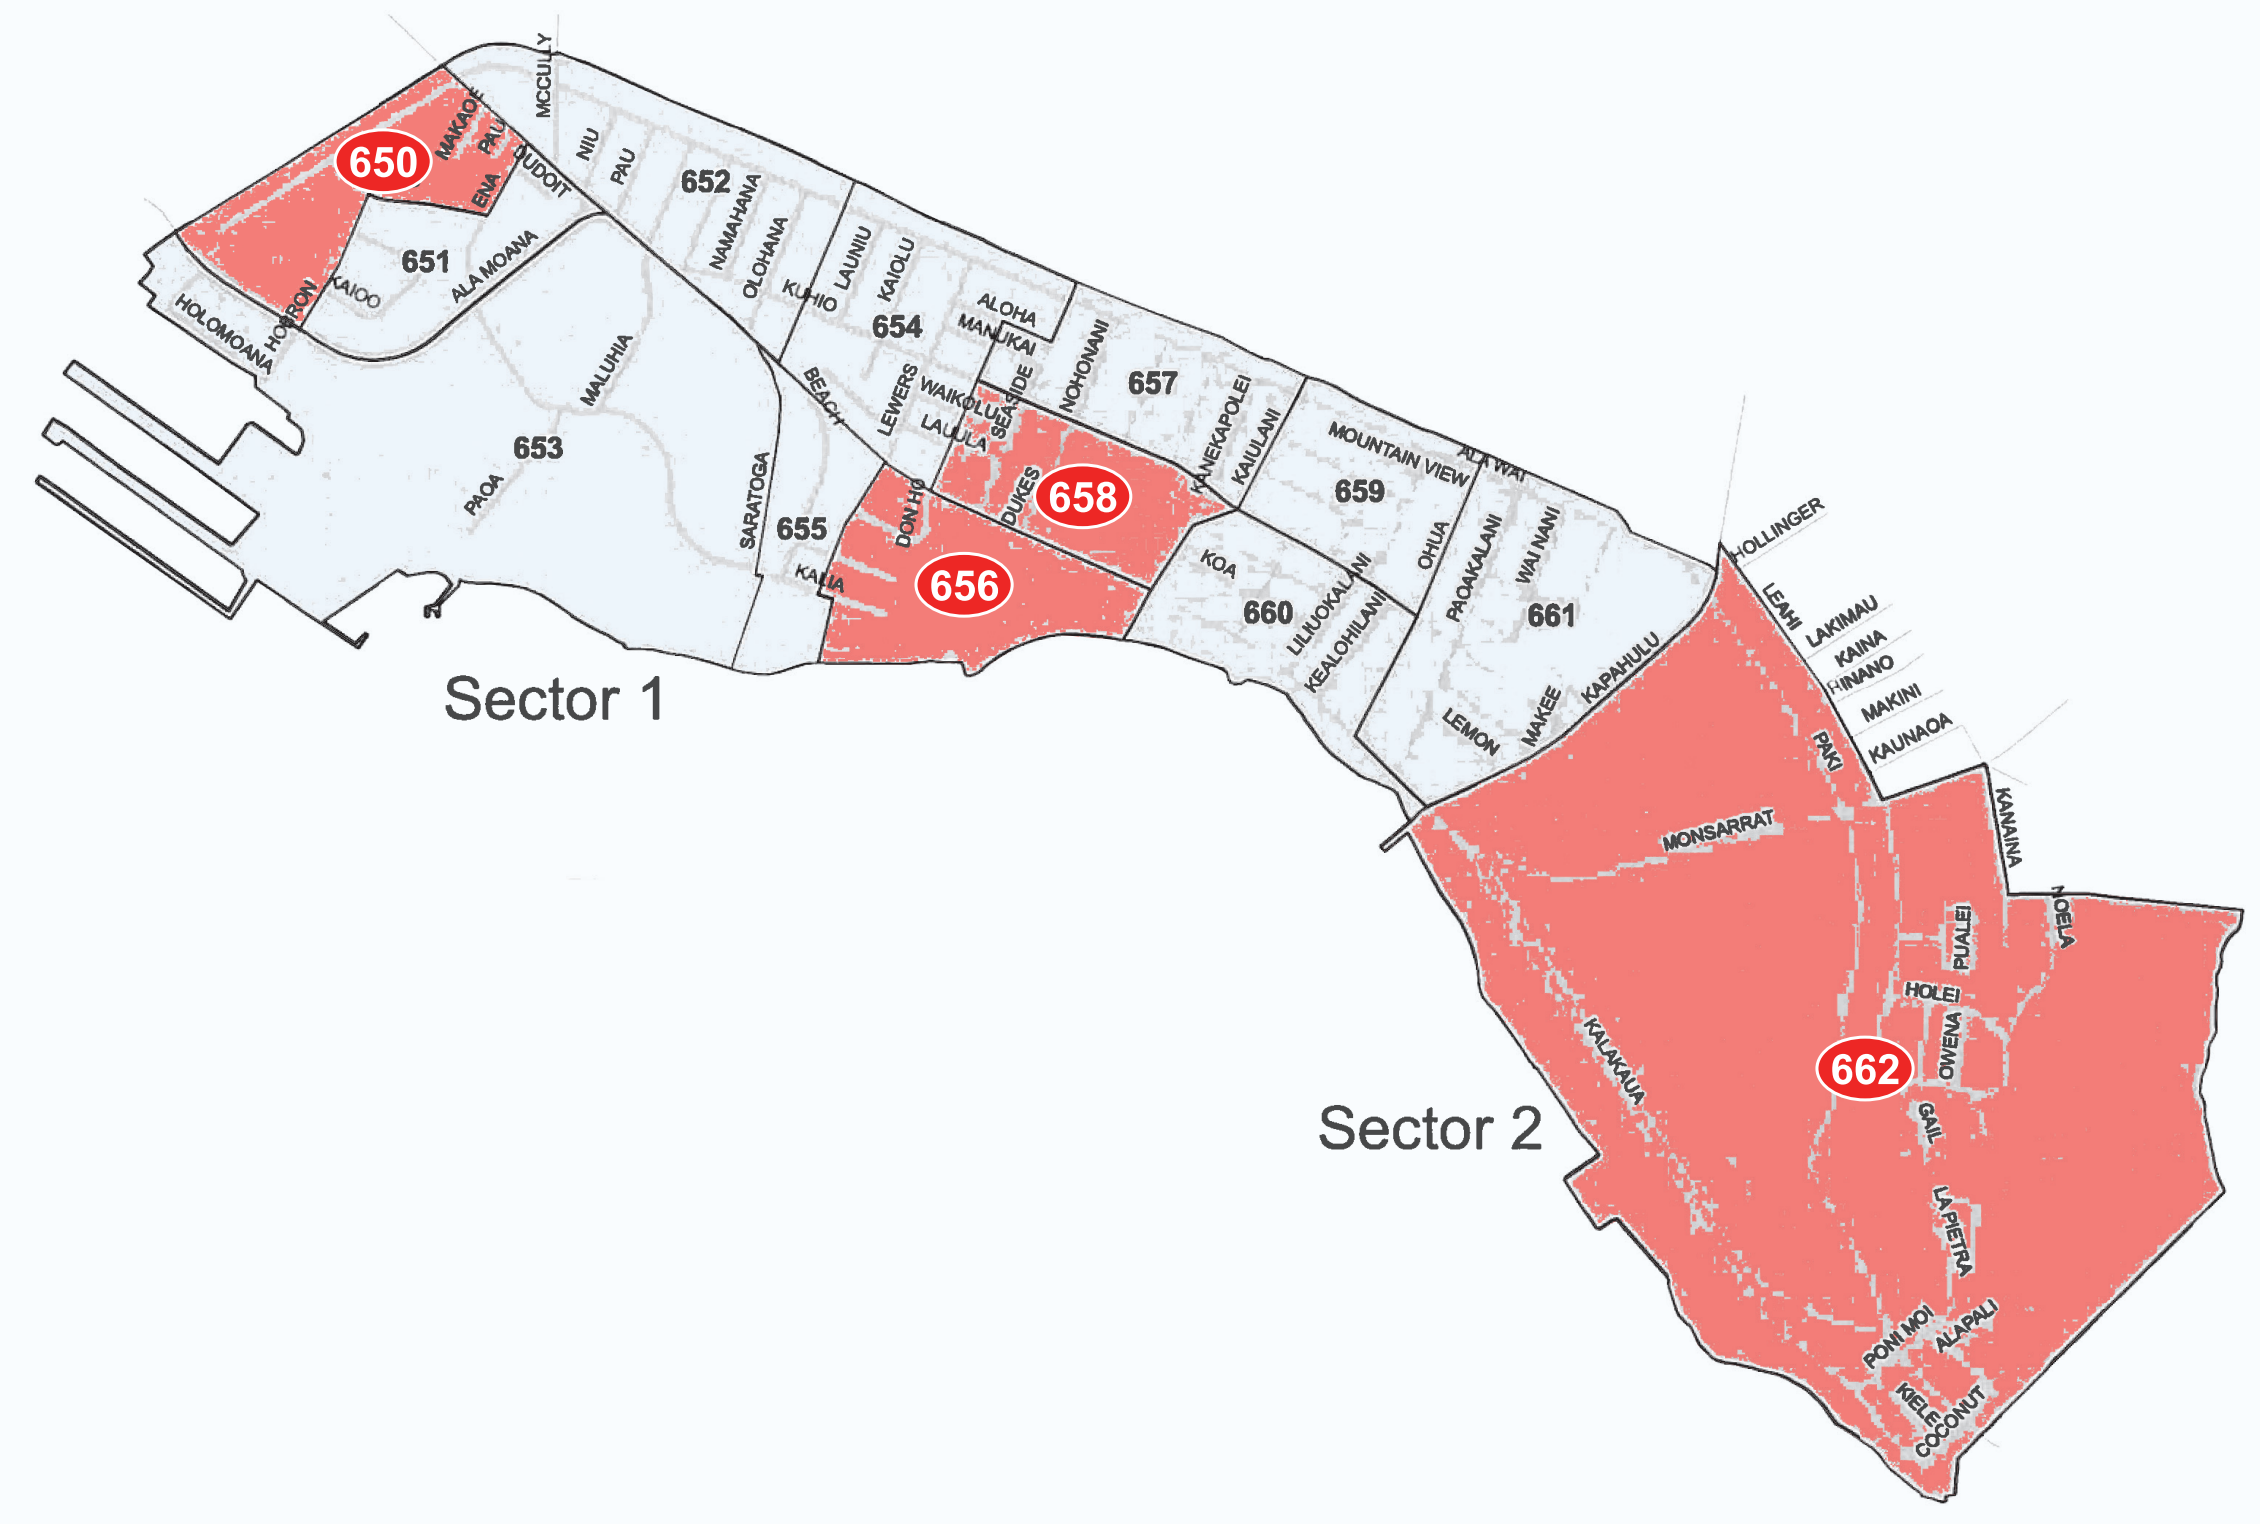 MCCULLY
MAKAOE
PAU
650
ENA
DUDOIT
NIU
PAU
652
NAMAHANA
OLOHANA
KUHIO
LAUNIU
KAIOLU
654
ALOHA
MANUKAI
651
ALA MOANA
KAIOO
HOBRON
HOLOMOANA
MALUHIA
653
PAOA
BEACH
LEWERS
WAIKOLU
LAUULA
SEASIDE
NOHONANI
657
KANEKAPOLEI
KAIULANI
MOUNTAIN VIEW
ALA WAI
659
SARATOGA
655
KALIA
DON HO
DUKES
658
656
KOA
660
LILIUOKALANI
KEALOHILANI
OHUA
PAOAKALANI
WAI NANI
661
LEMON
MAKEE
KAPAHULU
HOLLINGER
LEAHI
LAKIMAU
KAINA
HINANO
MAKINI
KAUNAOA
Sector 1
PAKI
KANAINA
MONSARRAT
NOELA
PUALEI
HOLEI
OWENA
KALAKAUA
662
GAIL
Sector 2
LA PIETRA
PONI MOI
ALAPALI
KIELE
COCONUT